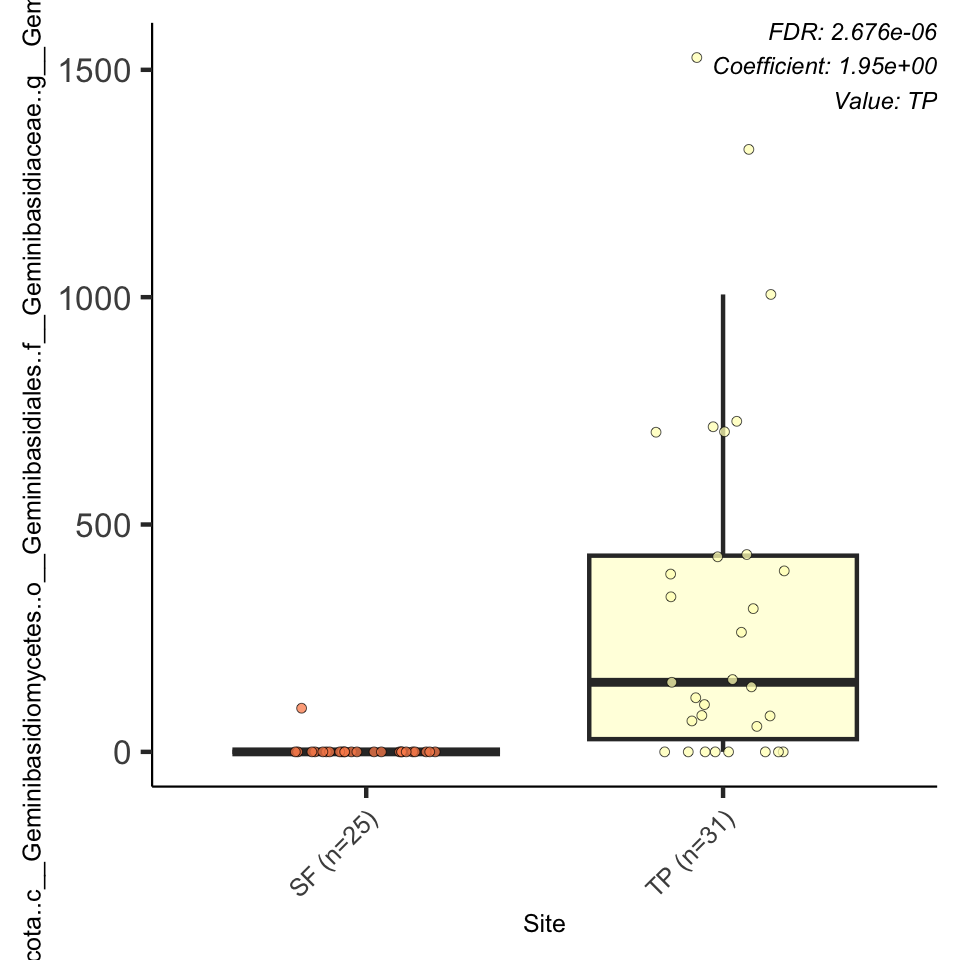 FDR: 2.676e-06
Coefficient: 1.95e+00
Value: TP
cota..c__Geminibasidiomycetes..o__Geminibasidiales..f__Geminibasidiaceae..g__Gem
1500
1000
500
0
SF (n=25)
TP (n=31)
Site